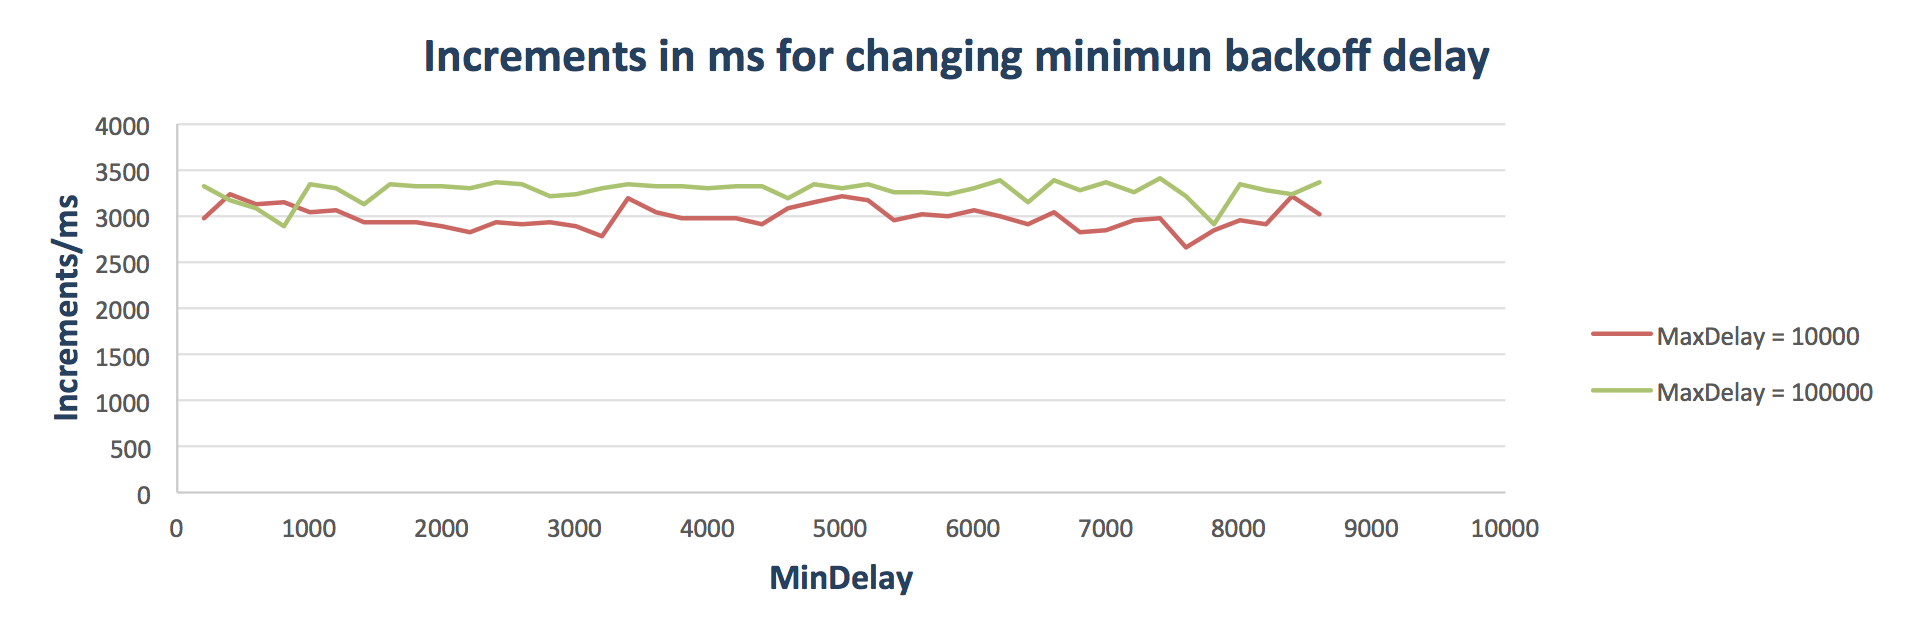 Increments in ms for changing minimun backoff delay
4000
3500
3000
2500
2000
1500
1000
500
0
Increments/ms
0 1000 2000 3000 4000 5000 6000 7000 8000 9000 10000
MinDelay
MaxDelay = 10000
MaxDelay = 100000